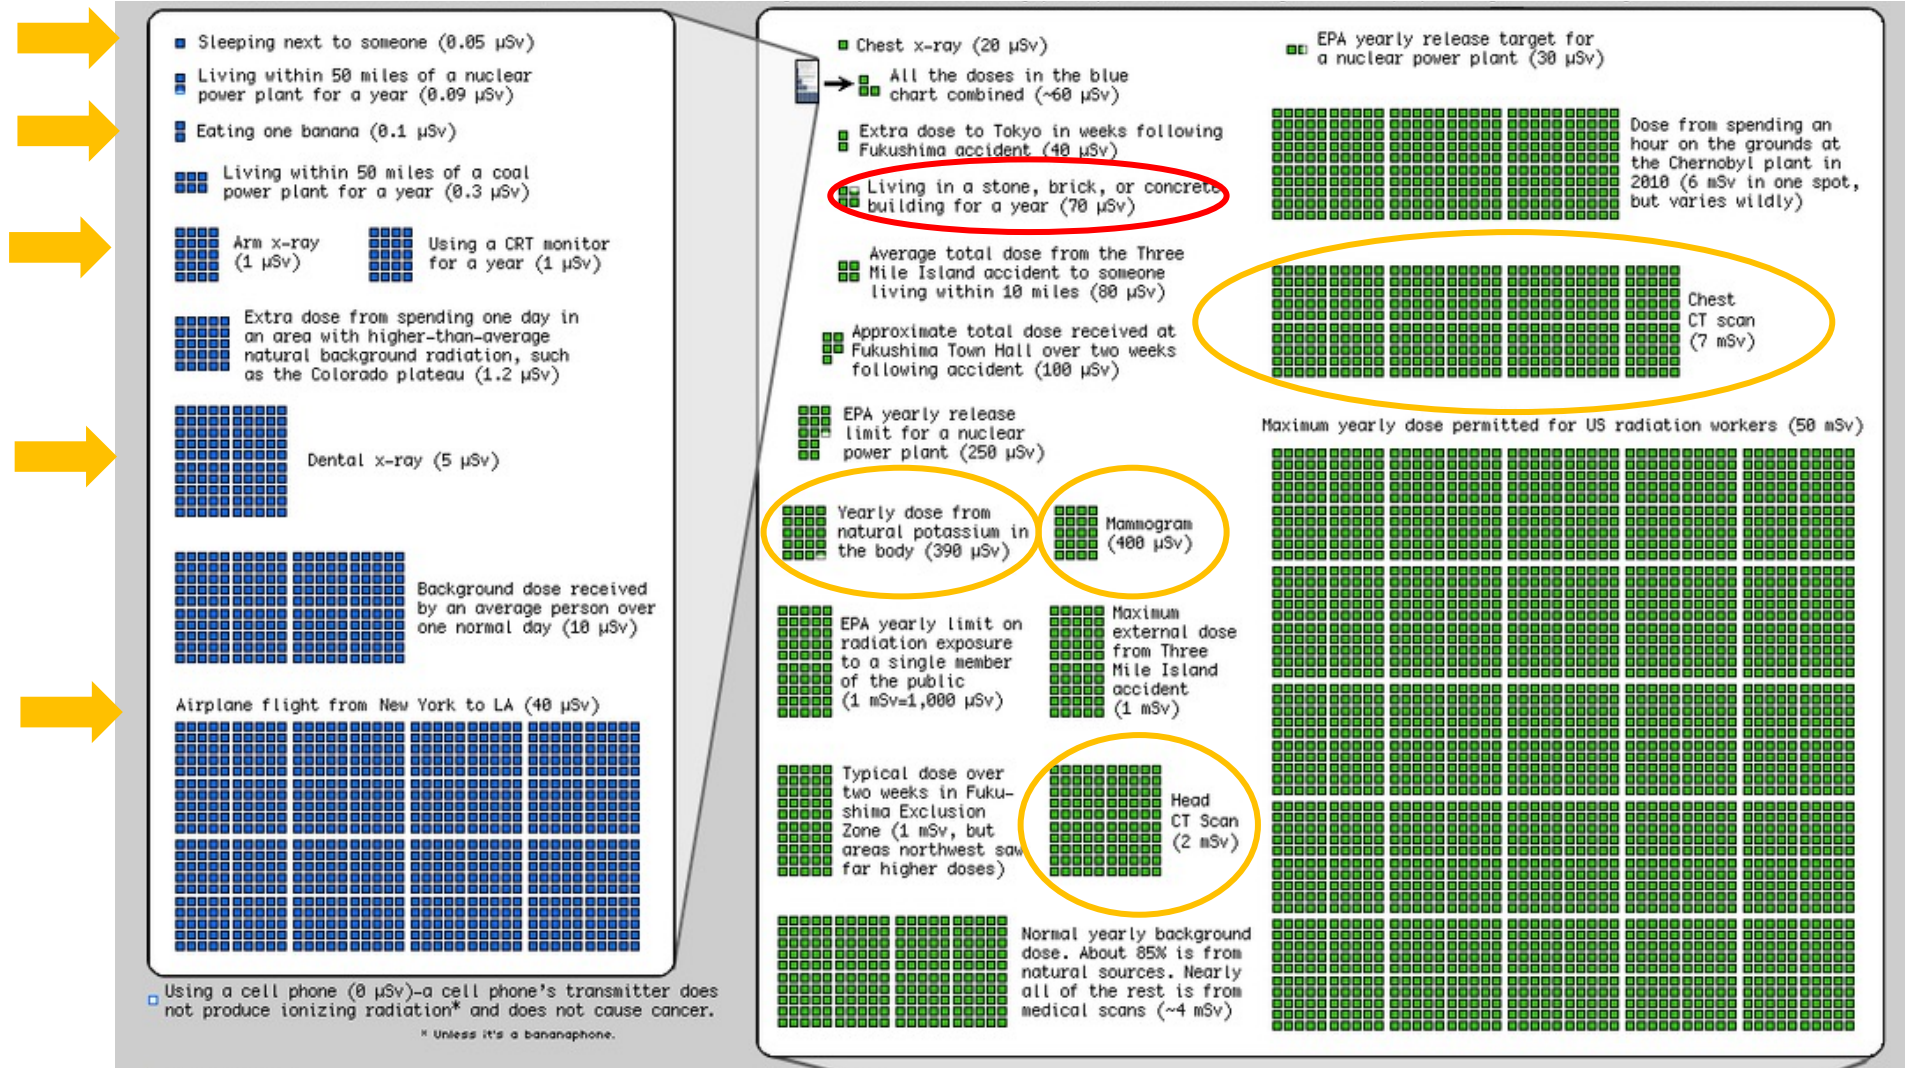 Sleeping next to someone (0.05 µSv)
Living within 50 miles of a nuclear
power plant for a year (0.09 µSv)
Eating one banana (0.1 µSv)
Living within 50 miles of a coal
power plant for a year (0.3 µSv)
Arm x-ray
(1 µSv)
Using a CRT monitor
for a year (1 µSv)
Extra dose from spending one day in
an area with higher-than-average
natural background radiation, such
as the Colorado plateau (1.2 µSv)
Dental x-ray (5 µSv)
Background dose received
by an average person over
one normal day (10 µSv)
Airplane flight from New York to LA (40 µSv)
Using a cell phone (0 µSv)-a cell phone's transmitter does
not produce ionizing radiation* and does not cause cancer.
* Unless it's a bananaphone.
Chest x-ray (20 µSv)
All the doses in the blue
chart combined (~60 µSv)
Extra dose to Tokyo in weeks following
Fukushima accident (40 µSv)
Living in a stone, brick, or concrete
building for a year (70 µSv)
Average total dose from the Three
Mile Island accident to someone
living within 10 miles (80 µSv)
Approximate total dose received at
Fukushima Town Hall over two weeks
following accident (100 µSv)
EPA yearly release
limit for a nuclear
power plant (250 µSv)
Yearly dose from
natural potassium in
the body (390 µSv)
Mammogram
(400 µSv)
EPA yearly limit on
radiation exposure
to a single member
of the public
(1 mSv=1,000 µSv)
Maximum
external dose
from Three
Mile Island
accident
(1 mSv)
Typical dose over
two weeks in Fuku-
shima Exclusion
Zone (1 mSv, but
areas northwest saw
far higher doses)
Head
CT Scan
(2 mSv)
Normal yearly background
dose. About 85% is from
natural sources. Nearly
all of the rest is from
medical scans (~4 mSv)
EPA yearly release target for
a nuclear power plant (30 µSv)
Dose from spending an
hour on the grounds at
the Chernobyl plant in
2010 (6 mSv in one spot,
but varies wildly)
Chest
CT scan
(7 mSv)
Maximum yearly dose permitted for US radiation workers (50 mSv)